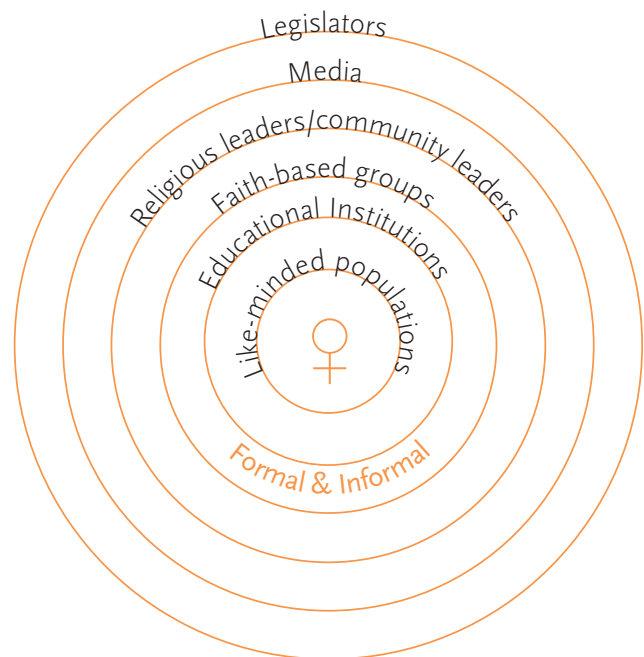 Legislators
Media
Religious leaders/community leaders
Faith-based groups
Educational Institutions
Like-minded populations
Formal & Informal